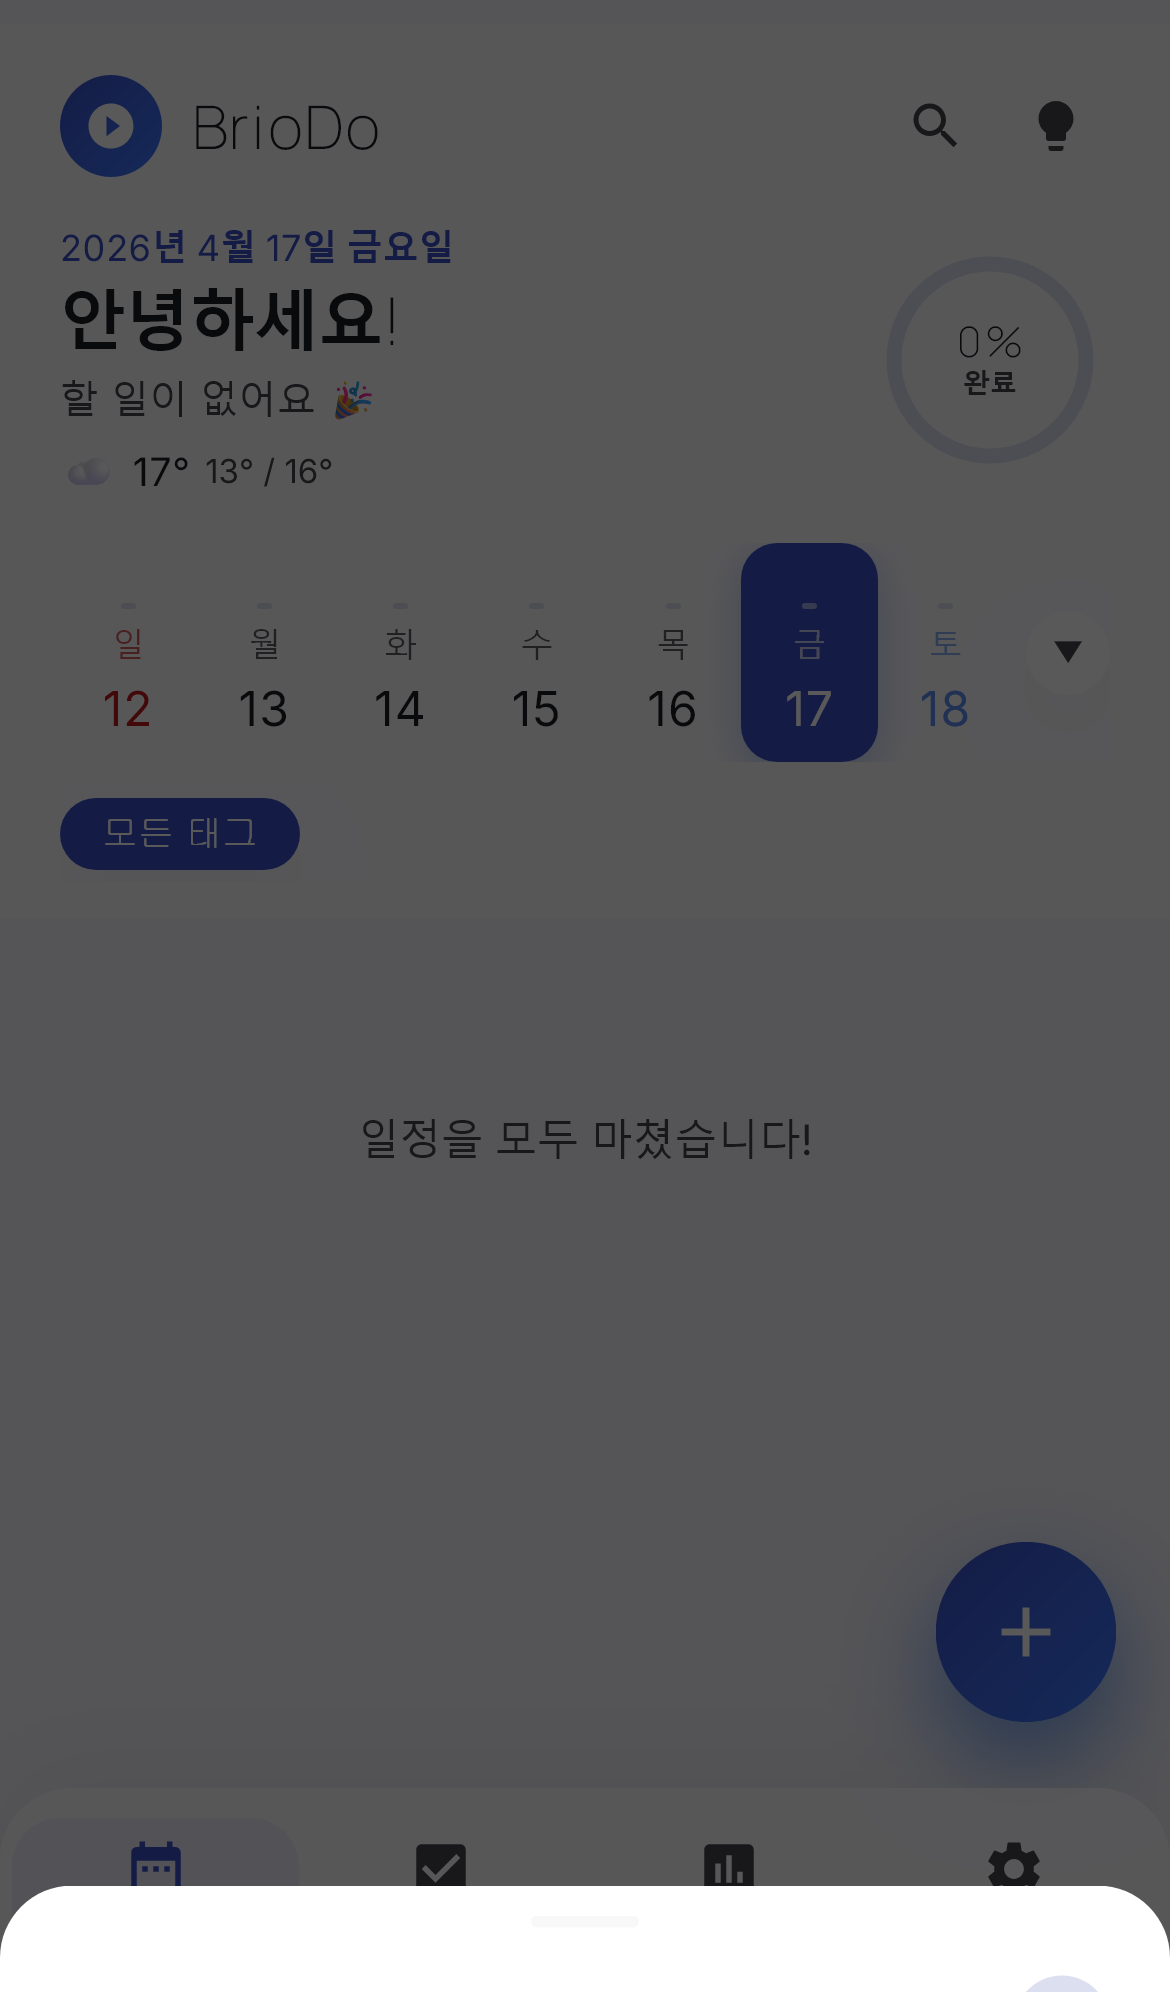 BrioDo
2026년 4월 17일 금요일
안녕하세요!
할 일이 없어요 🎉
17° 13° / 16°
0%
완료
일 월 화 수 목 금 토
12 13 14 15 16 17 18
모든 태그
일정을 모두 마쳤습니다!